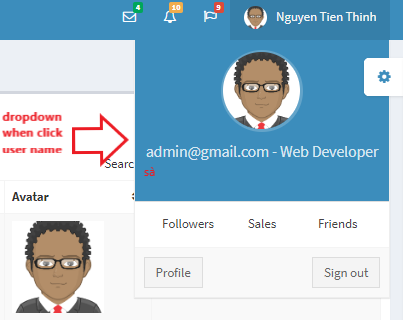 4
10
9
Nguyen Tien Thinh
dropdown
when click
user name
admin@gmail.com - Web Developer
sả
Searc
Avatar
Followers Sales Friends
Profile Sign out